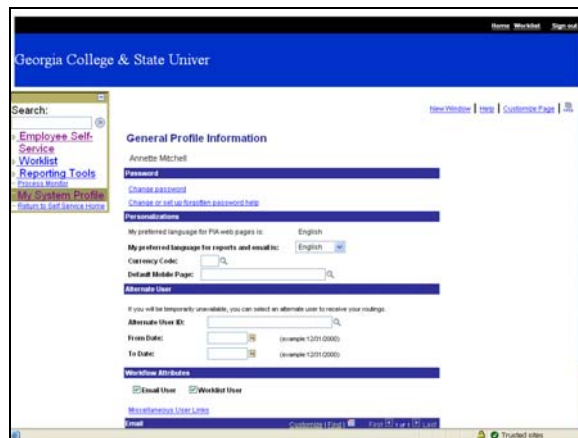 Home Worklist Sign out
Georgia College & State Univer
New Window | Help | Customize Page |
Search:
Employee Self-
Service
Worklist
Reporting Tools
Process Monitor
My System Profile
Return to Self Service Home
General Profile Information
Annette Mitchell
Password
Change password
Change or set up forgotten password help
Personalizations
My preferred language for PIA web pages is: English
My preferred language for reports and email is: English
Currency Code:
Default Mobile Page:
Alternate User
If you will be temporarily unavailable, you can select an alternate user to receive your routings.
Alternate User ID:
From Date: (example:12/31/2000)
To Date: (example:12/31/2000)
Workflow Attributes
Email User Worklist User
Miscellaneous User Links
Email Customize | Find | First 1 of 1 Last
Trusted sites